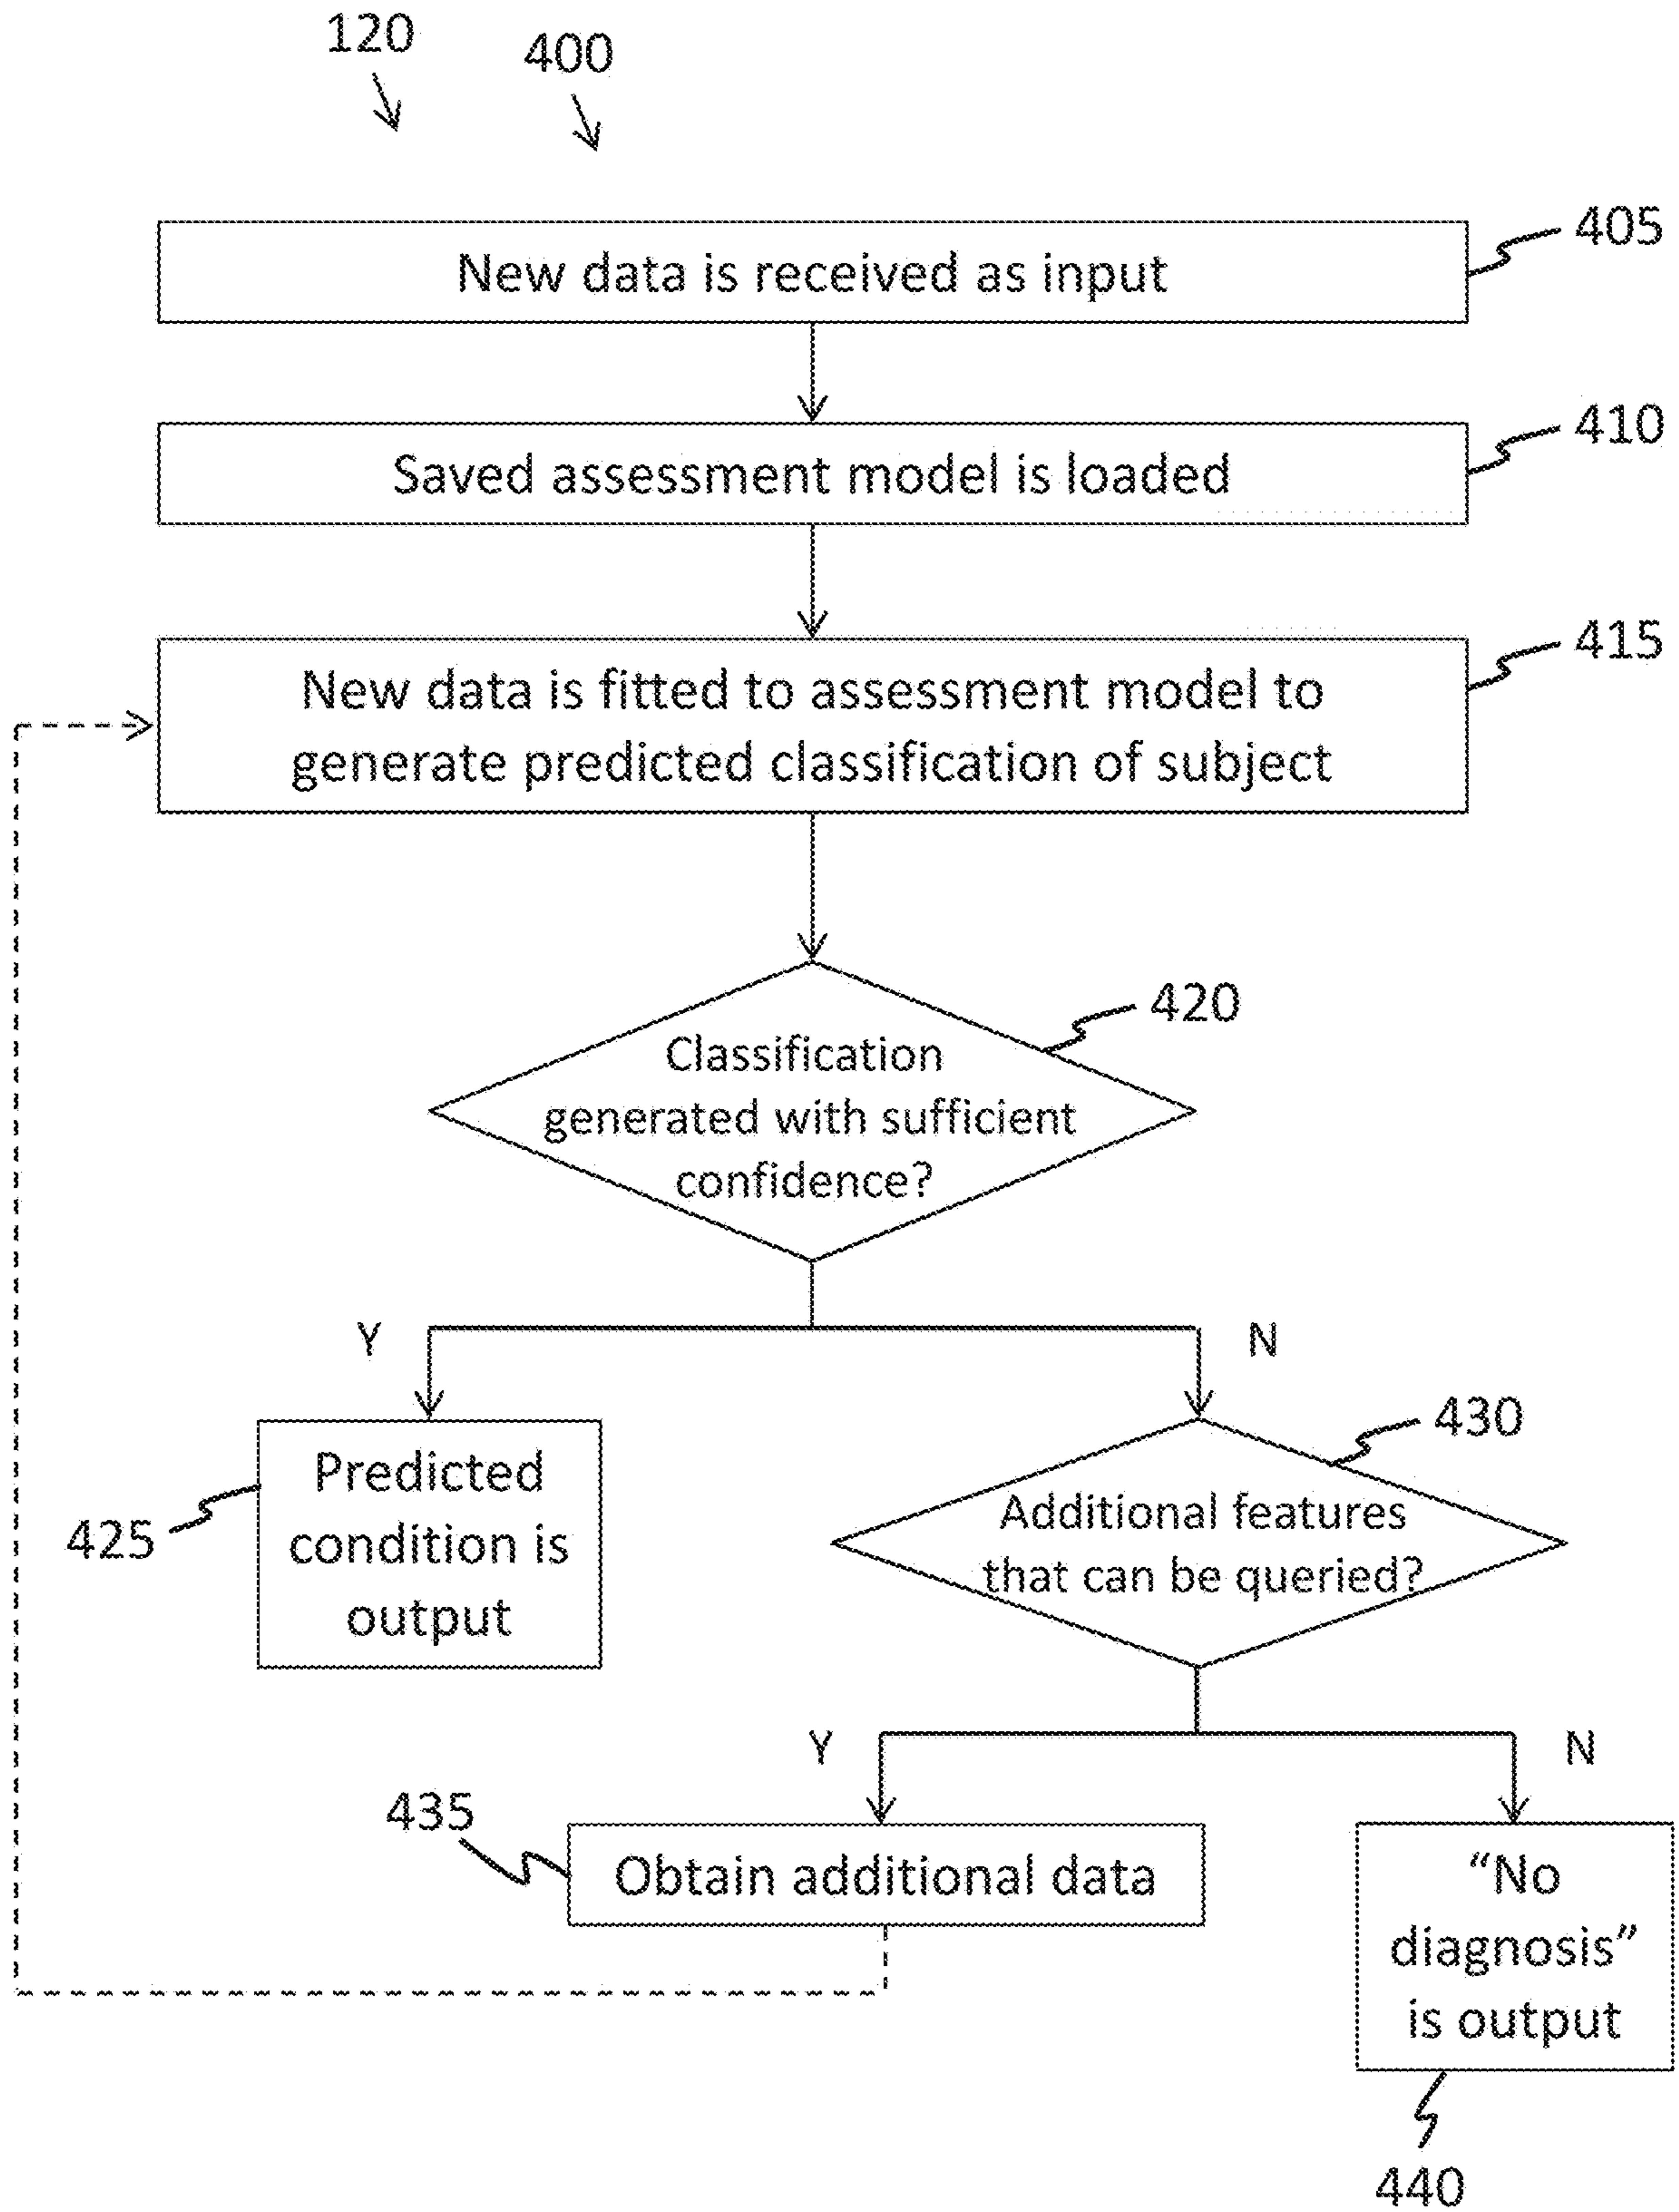 120
400
New data is received as input
405
Saved assessment model is loaded
410
New data is fitted to assessment model to
generate predicted classification of subject
415
Classification
generated with sufficient
confidence?
420
Y
N
Predicted
condition is
output
425
Additional features
that can be queried?
430
Y
N
435
Obtain additional data
“No
diagnosis”
is output
440